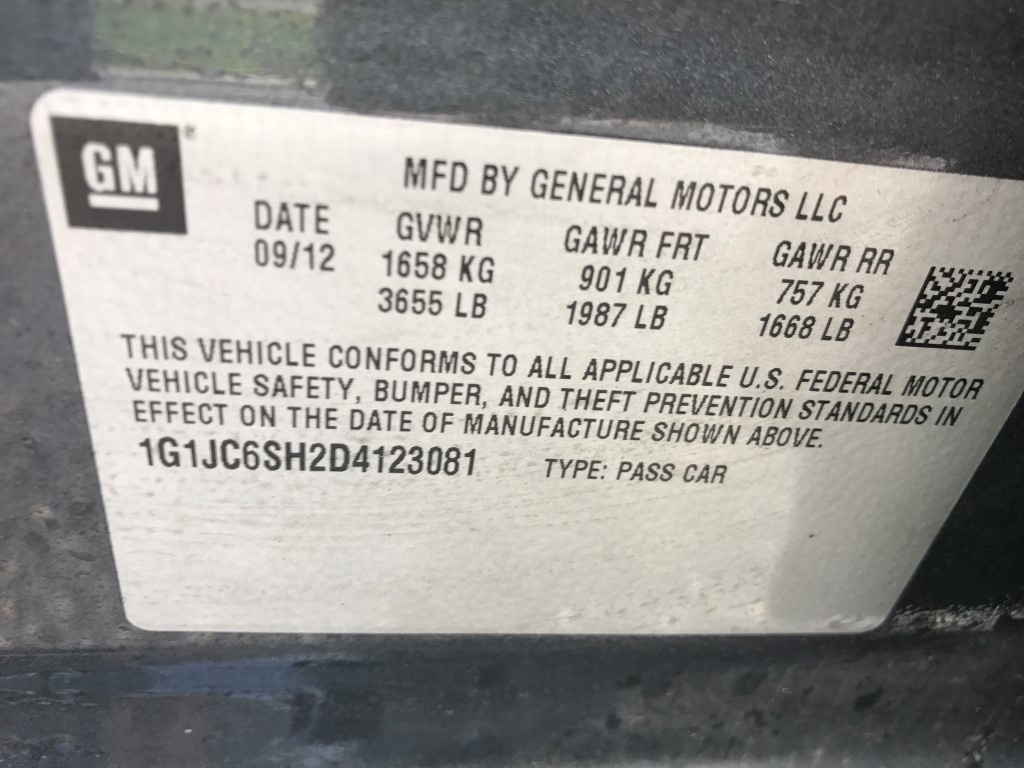 GM
MFD BY GENERAL MOTORS LLC
DATE GVWR GAWR FRT GAWR RR
09/12 1658 KG 901 KG 757 KG
3655 LB 1987 LB 1668 LB
THIS VEHICLE CONFORMS TO ALL APPLICABLE U.S. FEDERAL MOTOR
VEHICLE SAFETY, BUMPER, AND THEFT PREVENTION STANDARDS IN
EFFECT ON THE DATE OF MANUFACTURE SHOWN ABOVE.
1G1JC6SH2D4123081 TYPE: PASS CAR